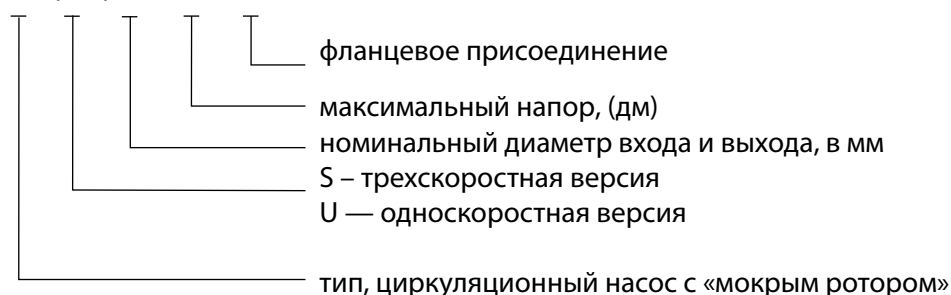 фланцевое присоединение
максимальный напор, (дм)
номинальный диаметр входа и выхода, в мм
S – трехскоростная версия
U — односкоростная версия
тип, циркуляционный насос с «мокрым ротором»